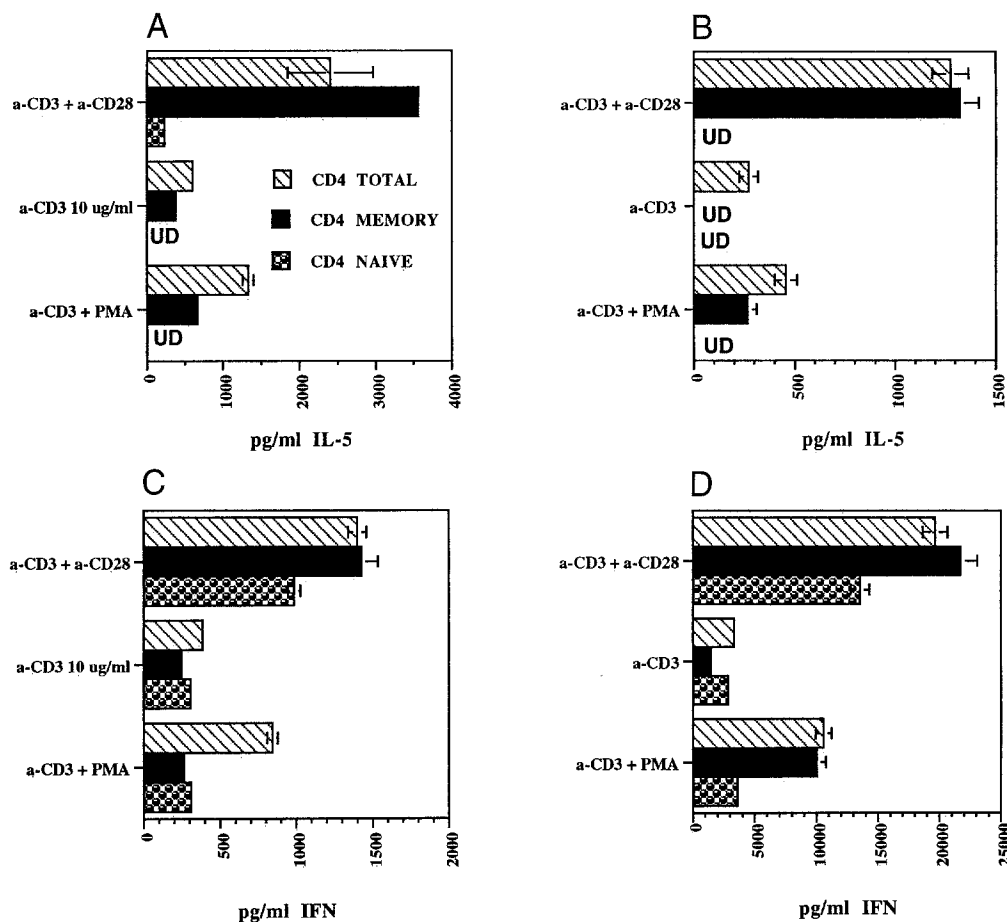 A
a-CD3 + a-CD28
a-CD3 10 ug/ml
UD
a-CD3 + PMA
UD
CD4 TOTAL
CD4 MEMORY
CD4 NAIVE
0
1000
2000
3000
4000
pg/ml IL-5
B
a-CD3 + a-CD28
UD
a-CD3
UD
UD
a-CD3 + PMA
UD
0
500
1000
1500
pg/ml IL-5
C
a-CD3 + a-CD28
a-CD3 10 ug/ml
a-CD3 + PMA
0
500
1000
1500
2000
pg/ml IFN
D
a-CD3 + a-CD28
a-CD3
a-CD3 + PMA
0
5000
10000
15000
20000
25000
pg/ml IFN